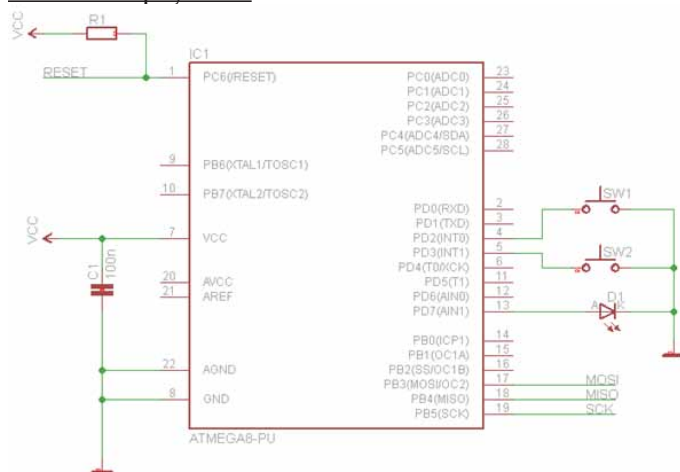 VCC
R1
RESET
IC1
1 PC6(/RESET)
9 PB6(XTAL1/TOSC1)
10 PB7(XTAL2/TOSC2)
VCC
7 VCC
C1
100n
20 AVCC
21 AREF
22 AGND
8 GND
PC0(ADC0) 23
PC1(ADC1) 24
PC2(ADC2) 25
PC3(ADC3) 26
PC4(ADC4/SDA) 27
PC5(ADC5/SCL) 28
PD0(RXD) 2
PD1(TXD) 3
PD2(INT0) 4
PD3(INT1) 5
PD4(T0/XCK) 6
PD5(T1) 11
PD6(AIN0) 12
PD7(AIN1) 13
SW1
SW2
D1
A K
PB0(ICP1) 14
PB1(OC1A) 15
PB2(SS/OC1B) 16
PB3(MOSI/OC2) 17 MOSI
PB4(MISO) 18 MISO
PB5(SCK) 19 SCK
ATMEGA8-PU